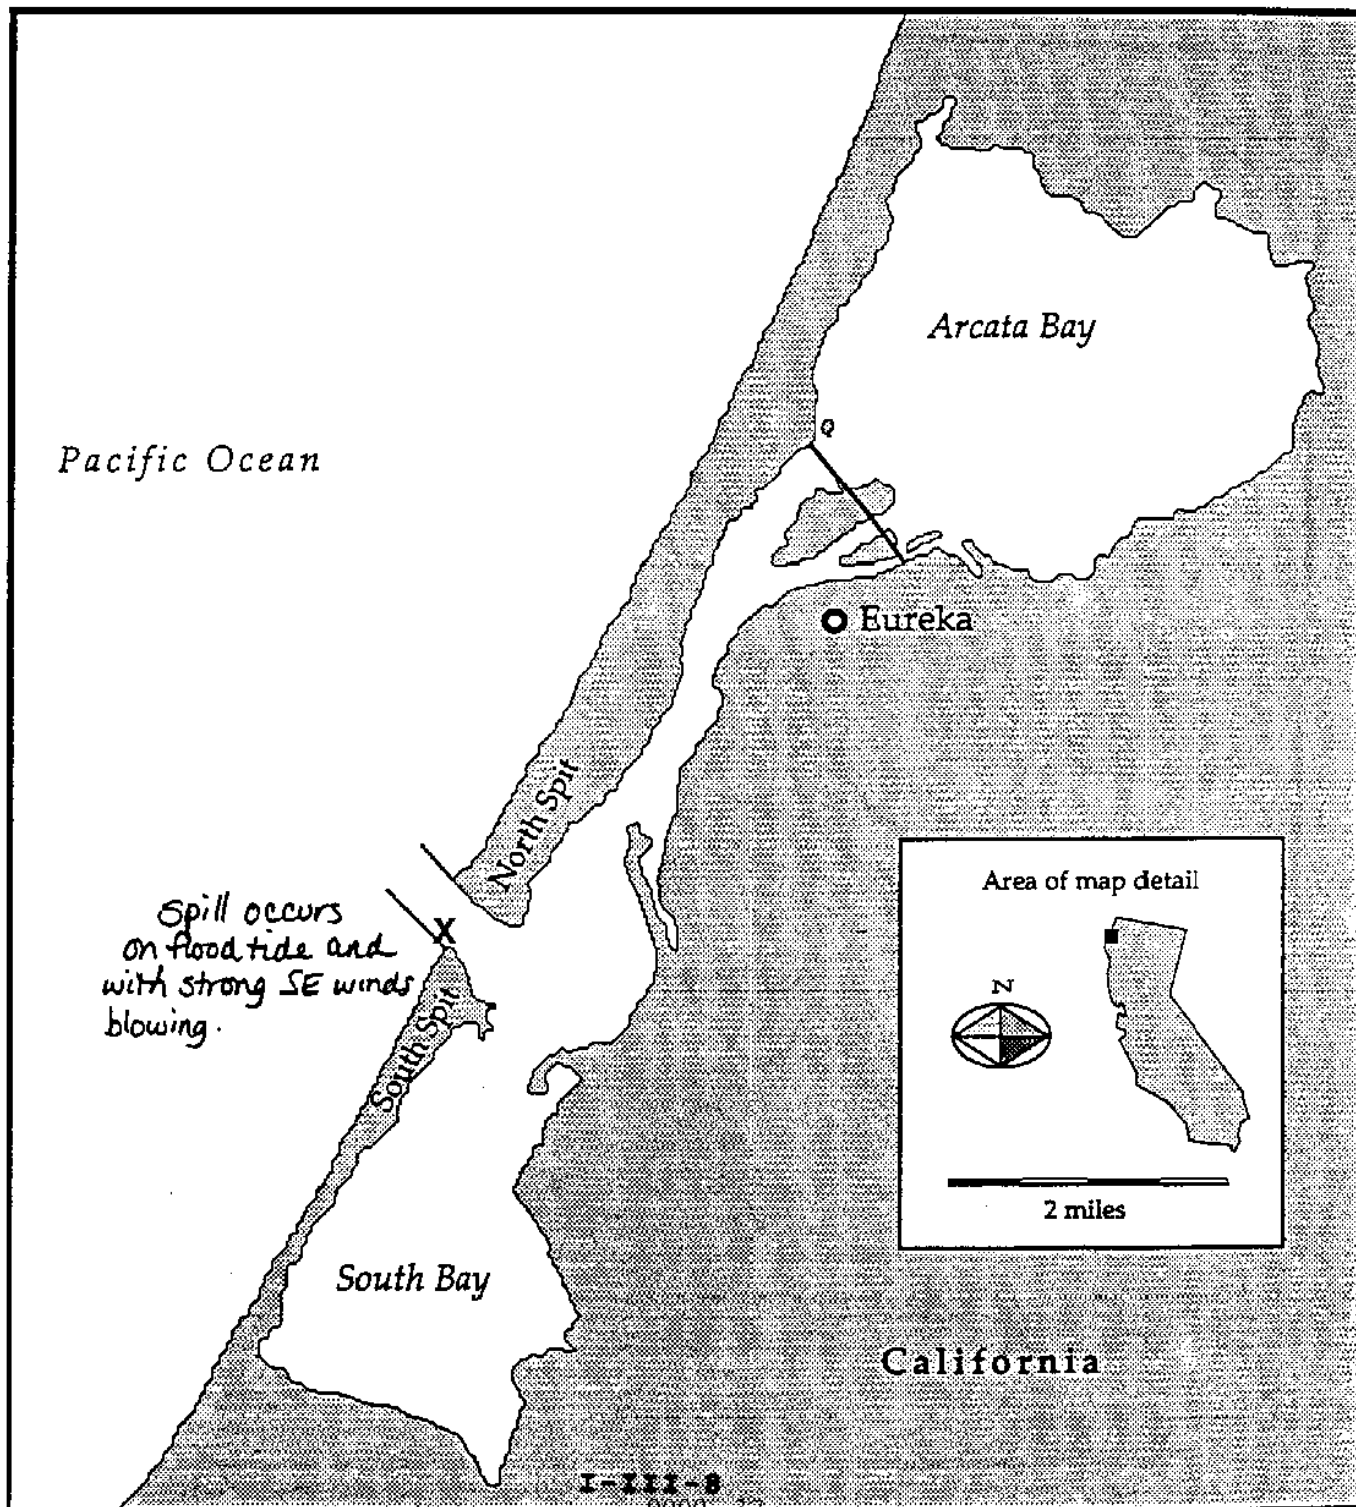 Arcata Bay
Pacific Ocean
Q
Eureka
North Spit
X
Spill occurs
on flood tide and
with strong SE winds
blowing.
South Spit
Area of map detail
N
2 miles
South Bay
California
I-III-8